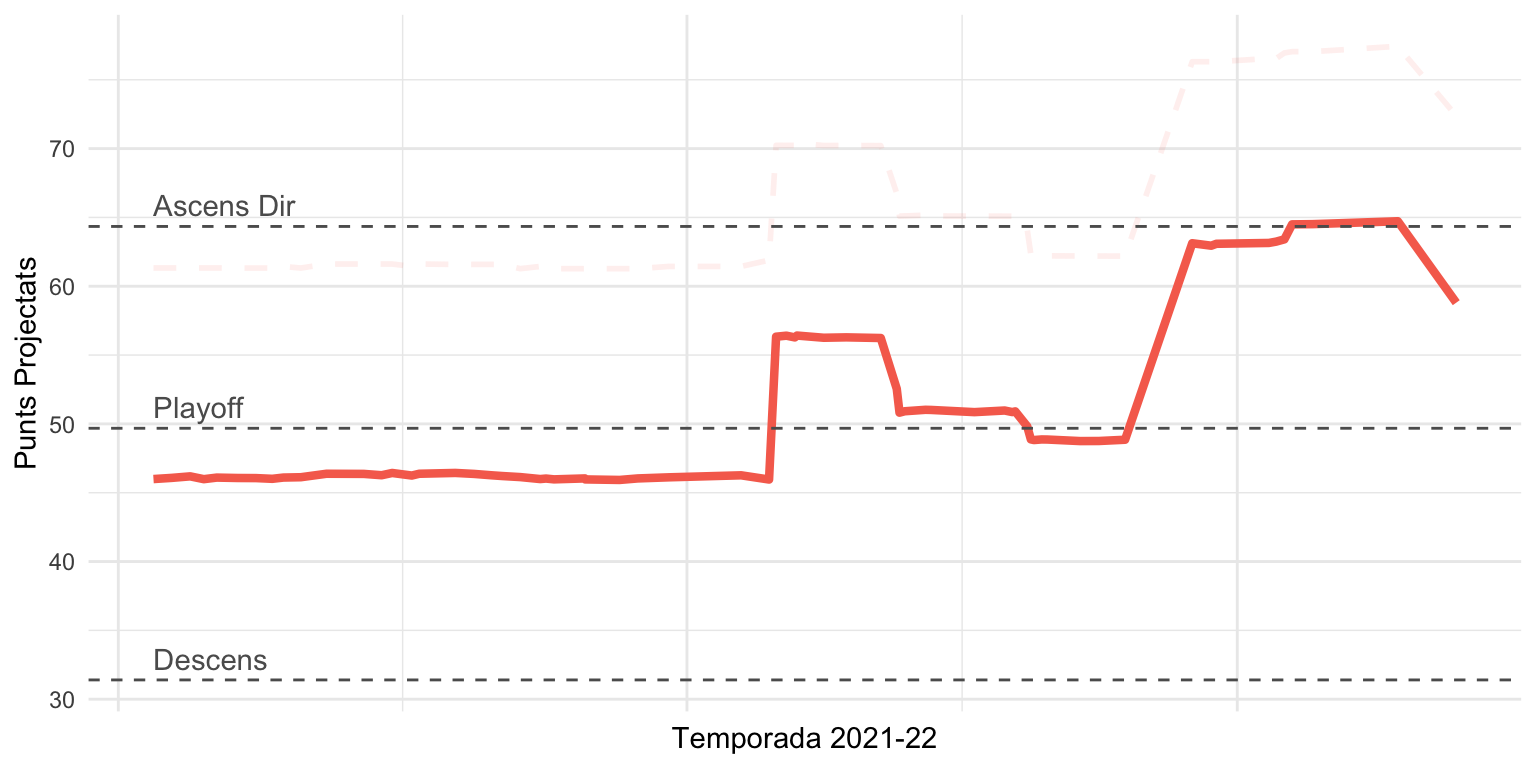 70
Ascens Dir
60
Punts Projectats
Playoff
50
40
Descens
30
Temporada 2021-22